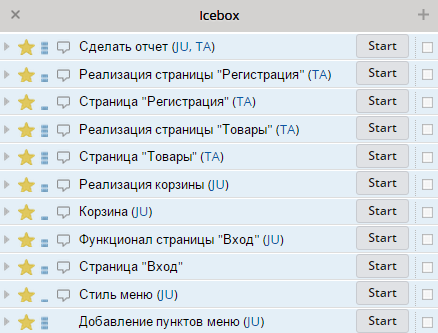 Icebox
Сделать отчет (JU, TA) Start
Реализация страницы "Регистрация" (TA) Start
Страница "Регистрация" (TA) Start
Реализация страницы "Товары" (TA) Start
Страница "Товары" (TA) Start
Реализация корзины (JU) Start
Корзина (JU) Start
Функционал страницы "Вход" (JU) Start
Страница "Вход" Start
Стиль меню (JU) Start
Добавление пунктов меню (JU) Start